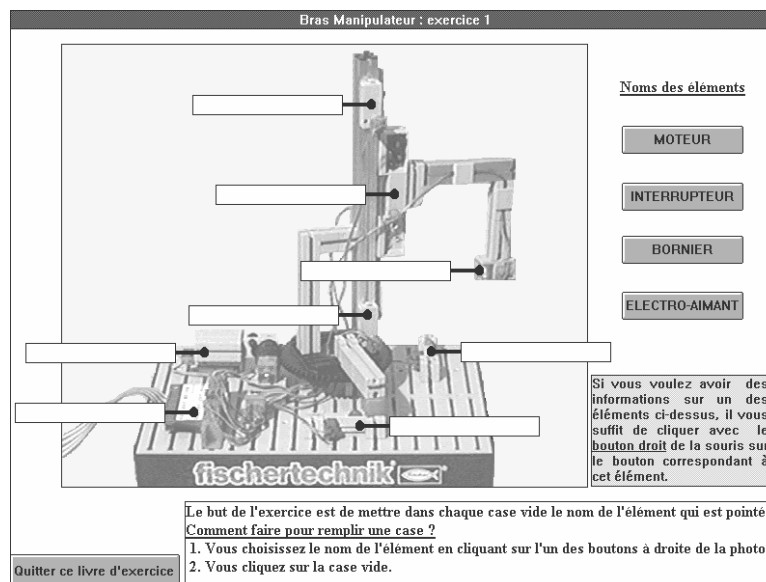 Bras Manipulateur : exercice 1
Noms des éléments
MOTEUR
INTERRUPTEUR
BORNIER
ELECTRO-AIMANT
Si vous voulez avoir des
informations sur un des
éléments ci-dessus, il vous
suffit de cliquer avec le
bouton droit de la souris sur
le bouton correspondant à
cet élément.
fischertechnik
Le but de l'exercice est de mettre dans chaque case vide le nom de l'élément qui est pointé
Comment faire pour remplir une case ?
1. Vous choisissez le nom de l'élément en cliquant sur l'un des boutons à droite de la photo
2. Vous cliquez sur la case vide.
Quitter ce livre d'exercice